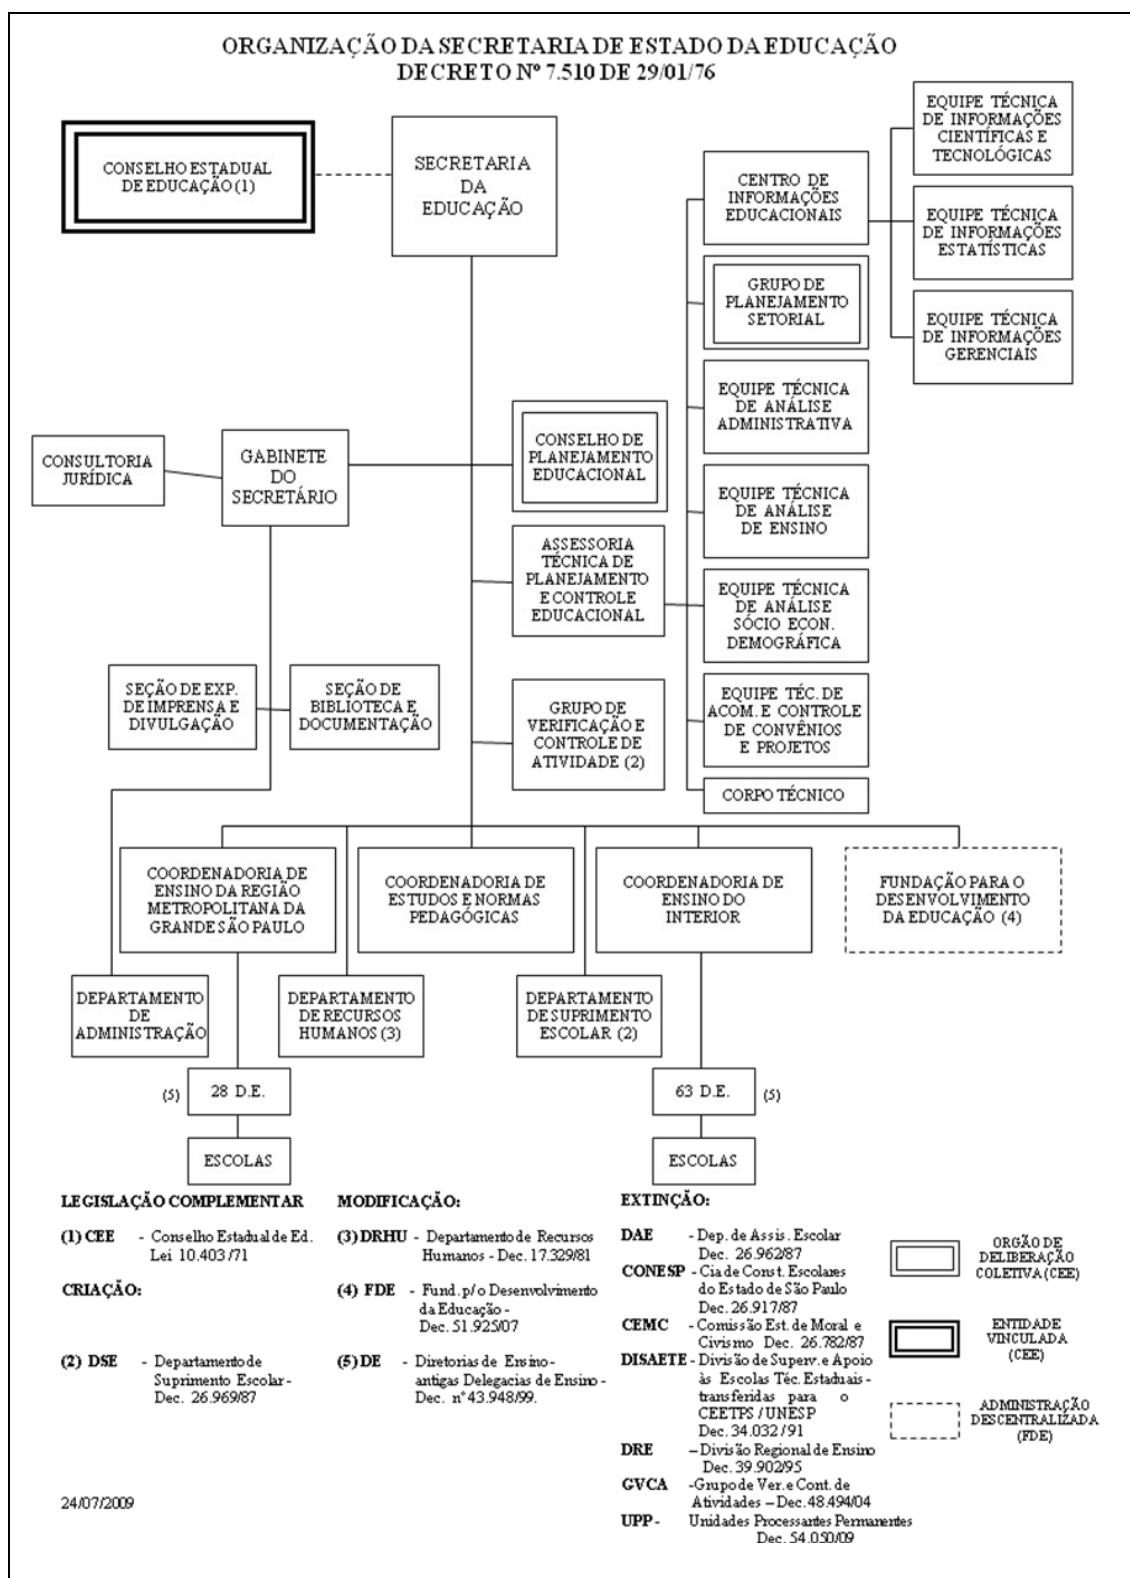 ORGANIZAÇÃO DA SECRETARIA DE ESTADO DA EDUCAÇÃO
DECRETO Nº 7.510 DE 29/01/76
CONSELHO ESTADUAL
DE EDUCAÇÃO (1)
SECRETARIA
DA
EDUCAÇÃO
CENTRO DE
INFORMAÇÕES
EDUCACIONAIS
EQUIPE TÉCNICA
DE INFORMAÇÕES
CIENTÍFICAS E
TECNOLÓGICAS
EQUIPE TÉCNICA
DE INFORMAÇÕES
ESTATÍSTICAS
EQUIPE TÉCNICA
DE INFORMAÇÕES
GERENCIAIS
GRUPO DE
PLANEJAMENTO
SETORIAL
EQUIPE TÉCNICA
DE ANÁLISE
ADMINISTRATIVA
CONSULTORIA
JURÍDICA
GABINETE
DO
SECRETÁRIO
CONSELHO DE
PLANEJAMENTO
EDUCACIONAL
EQUIPE TÉCNICA
DE ANÁLISE
DE ENSINO
ASSESSORIA
TÉCNICA DE
PLANEJAMENTO
E CONTROLE
EDUCACIONAL
EQUIPE TÉCNICA
DE ANÁLISE
SÓCIO ECON.
DEMOGRÁFICA
SEÇÃO DE EXP.
DE IMPRENSA E
DIVULGAÇÃO
SEÇÃO DE
BIBLIOTECA E
DOCUMENTAÇÃO
GRUPO DE
VERIFICAÇÃO E
CONTROLE DE
ATIVIDADE (2)
EQUIPE TÉC. DE
ACOM. E CONTROLE
DE CONVÊNIOS
E PROJETOS
CORPO TÉCNICO
COORDENADORIA DE
ENSINO DA REGIÃO
METROPOLITANA DA
GRANDE SÃO PAULO
COORDENADORIA DE
ESTUDOS E NORMAS
PEDAGÓGICAS
COORDENADORIA DE
ENSINO DO
INTERIOR
FUNDAÇÃO PARA O
DESENVOLVIMENTO
DA EDUCAÇÃO (4)
DEPARTAMENTO
DE
ADMINISTRAÇÃO
DEPARTAMENTO
DE RECURSOS
HUMANOS (3)
DEPARTAMENTO
DE SUPRIMENTO
ESCOLAR (2)
(5) 28 D.E.
63 D.E. (5)
ESCOLAS
ESCOLAS
LEGISLAÇÃO COMPLEMENTAR
(1) CEE - Conselho Estadual de Ed.
Lei 10.403 /71
CRIAÇÃO:
(2) DSE - Departamento de
Suprimento Escolar-
Dec. 26.969/87
MODIFICAÇÃO:
(3) DRHU - Departamento de Recursos
Humanos - Dec. 17.329/81
(4) FDE - Fund. p/ o Desenvolvimento
da Educação -
Dec. 51.925/07
(5) DE - Diretorias de Ensino-
antigas Delegacias de Ensino -
Dec. nº 43.948/99.
EXTINÇÃO:
DAE - Dep. de Assis. Escolar
Dec. 26.962/87
CONESP - Cia de Const. Escolares
do Estado de São Paulo
Dec. 26.917/87
CEMC - Comissão Est. de Moral e
Civismo Dec. 26.782/87
DISAETE - Divisão de Superv. e Apoio
às Escolas Téc. Estaduais -
transferidas para o
CEETPS / UNESP
Dec. 34.032 /91
DRE – Divisão Regional de Ensino
Dec. 39.902/95
GVCA -Grupo de Ver. e Cont. de
Atividades – Dec. 48.494/04
UPP - Unidades Processantes Permanentes
Dec. 54.050/09
ORGÃO DE
DELIBERAÇÃO
COLETIVA (CEE)
ENTIDADE
VINCULADA
(CEE)
ADMINISTRAÇÃO
DESCENTRALIZADA
(FDE)
24/07/2009